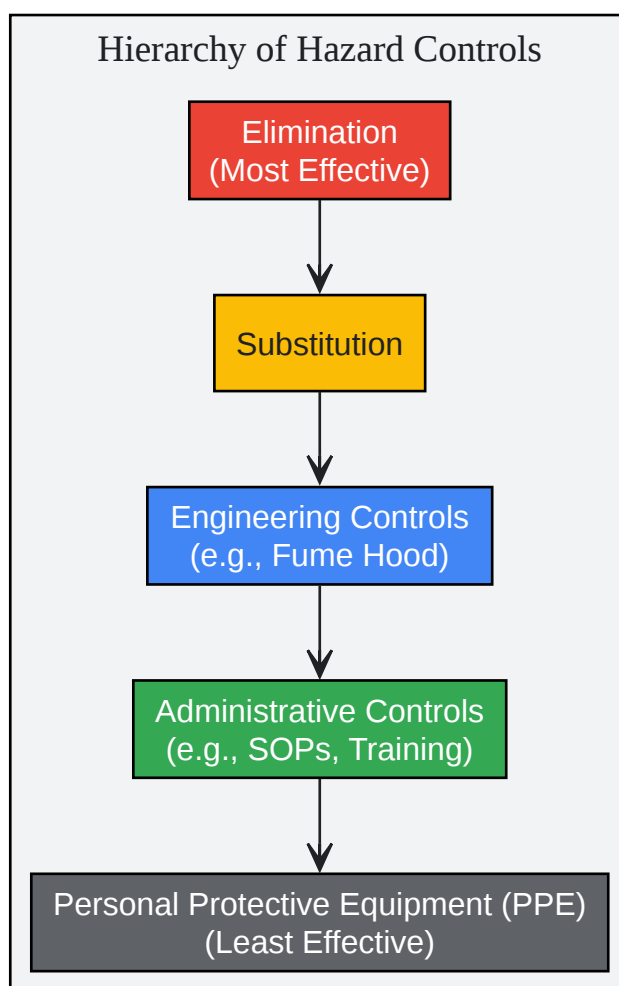 Hierarchy of Hazard Controls
Elimination
(Most Effective)
Substitution
Engineering Controls
(e.g., Fume Hood)
Administrative Controls
(e.g., SOPs, Training)
Personal Protective Equipment (PPE)
(Least Effective)